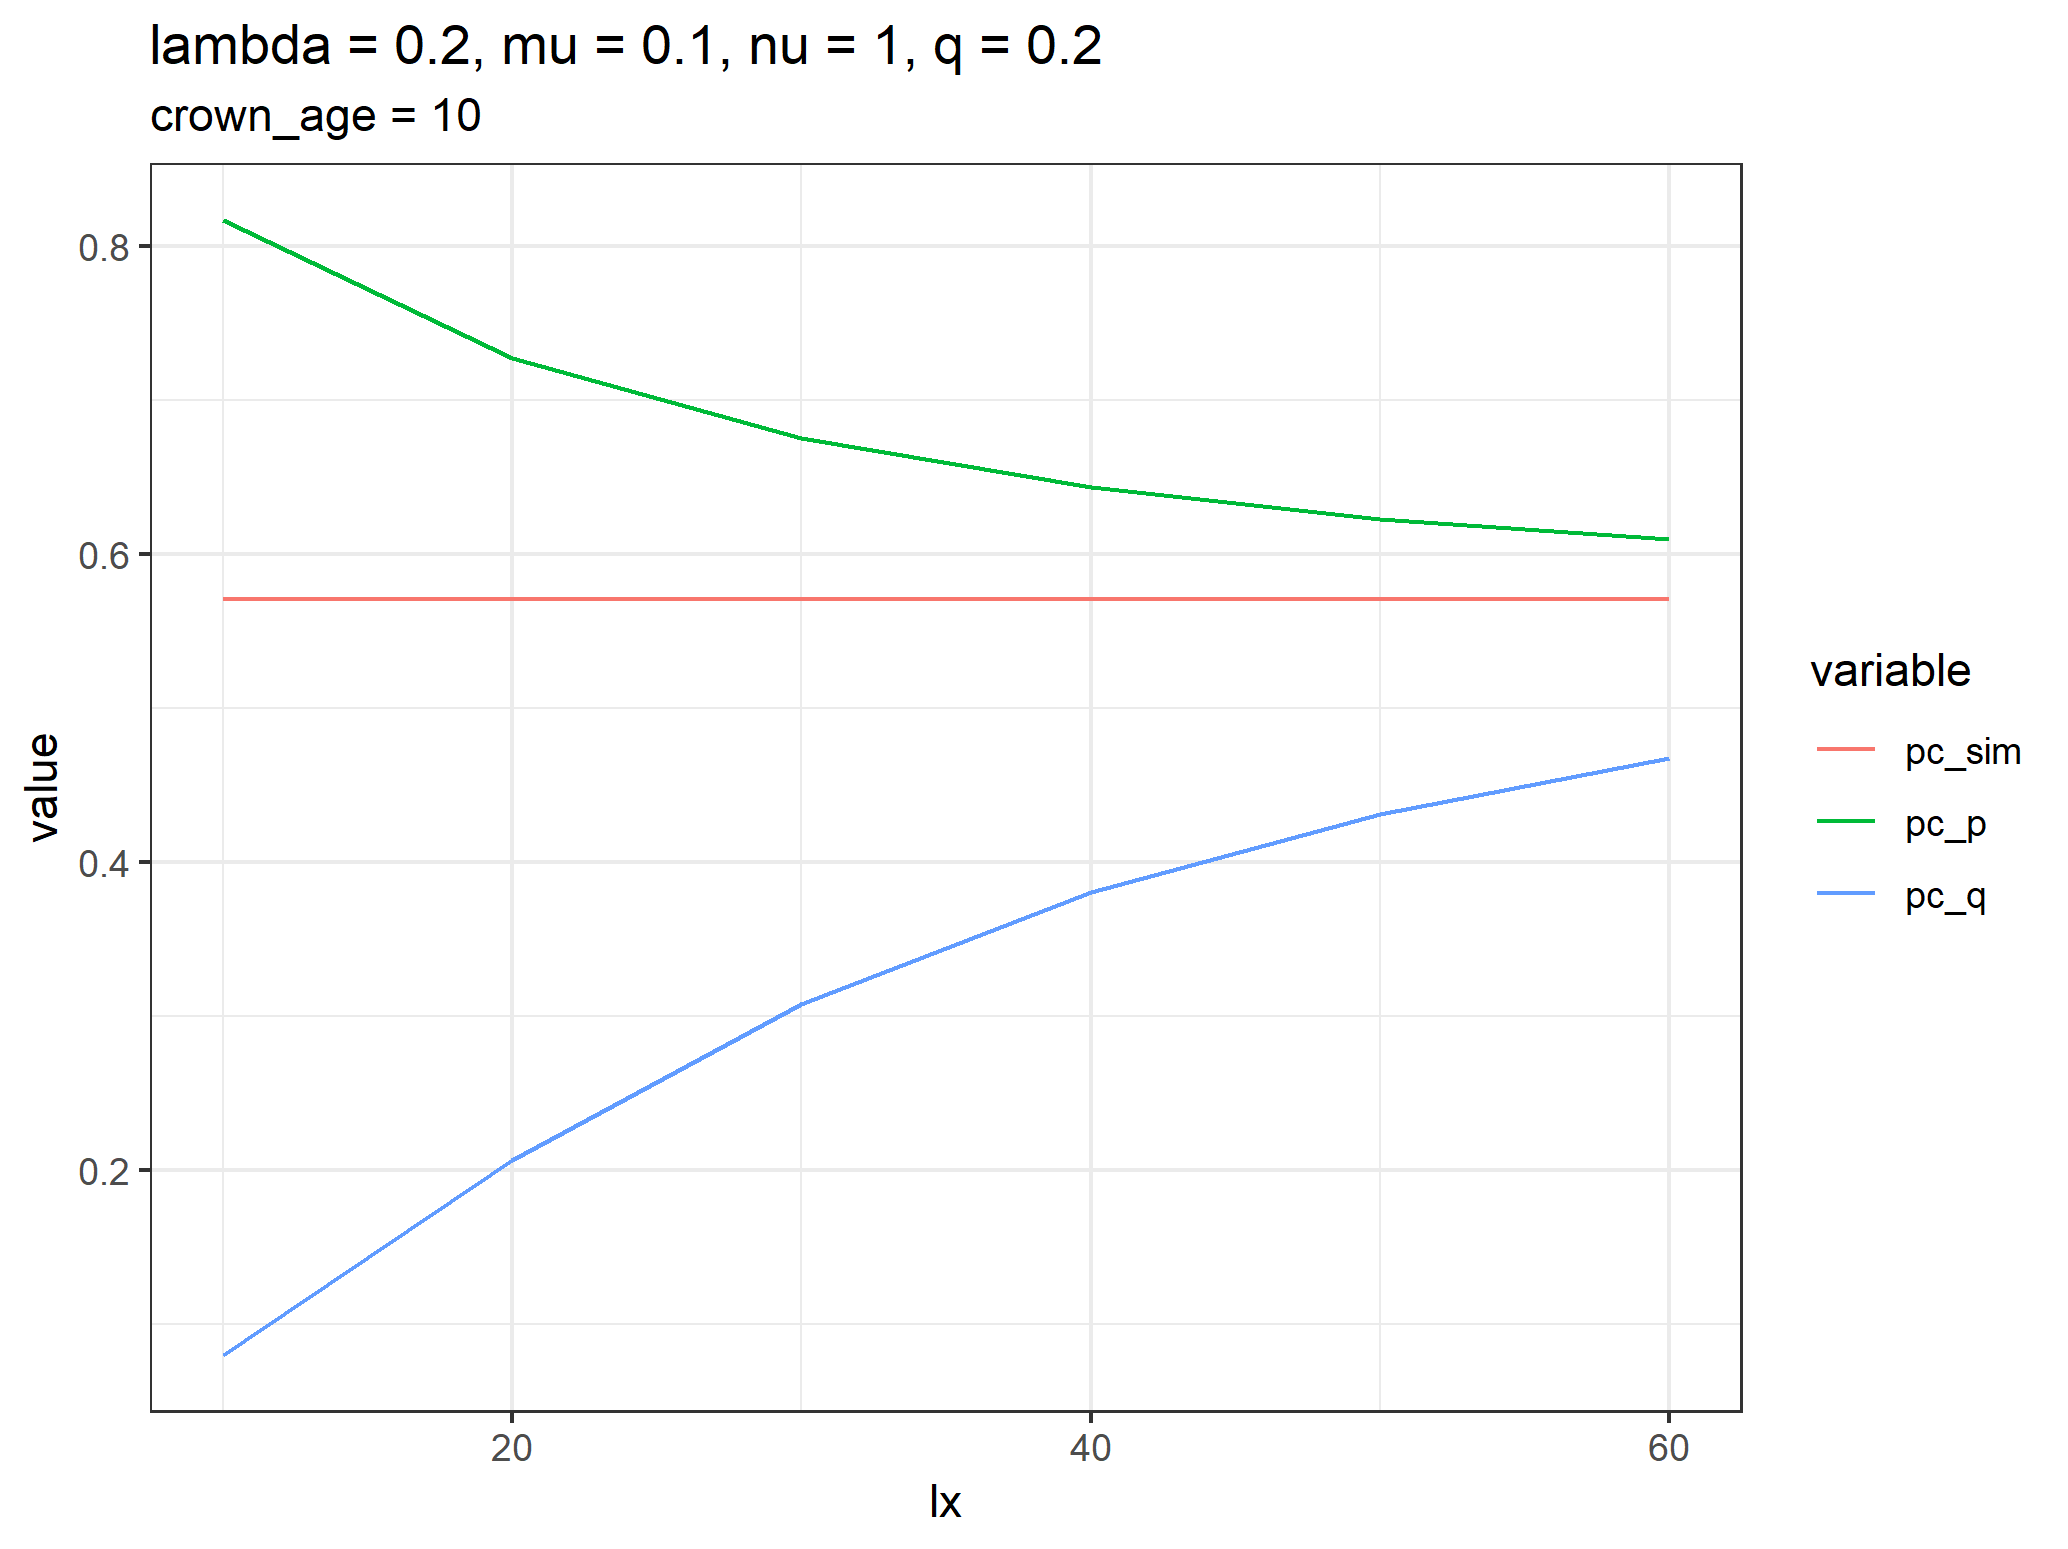 lambda = 0.2, mu = 0.1, nu = 1, q = 0.2
crown_age = 10
value
0.8
0.6
0.4
0.2
20
40
60
lx
variable
pc_sim
pc_p
pc_q